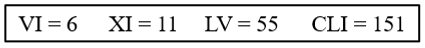 VI = 6 XI = 11 LV = 55 CLI = 151